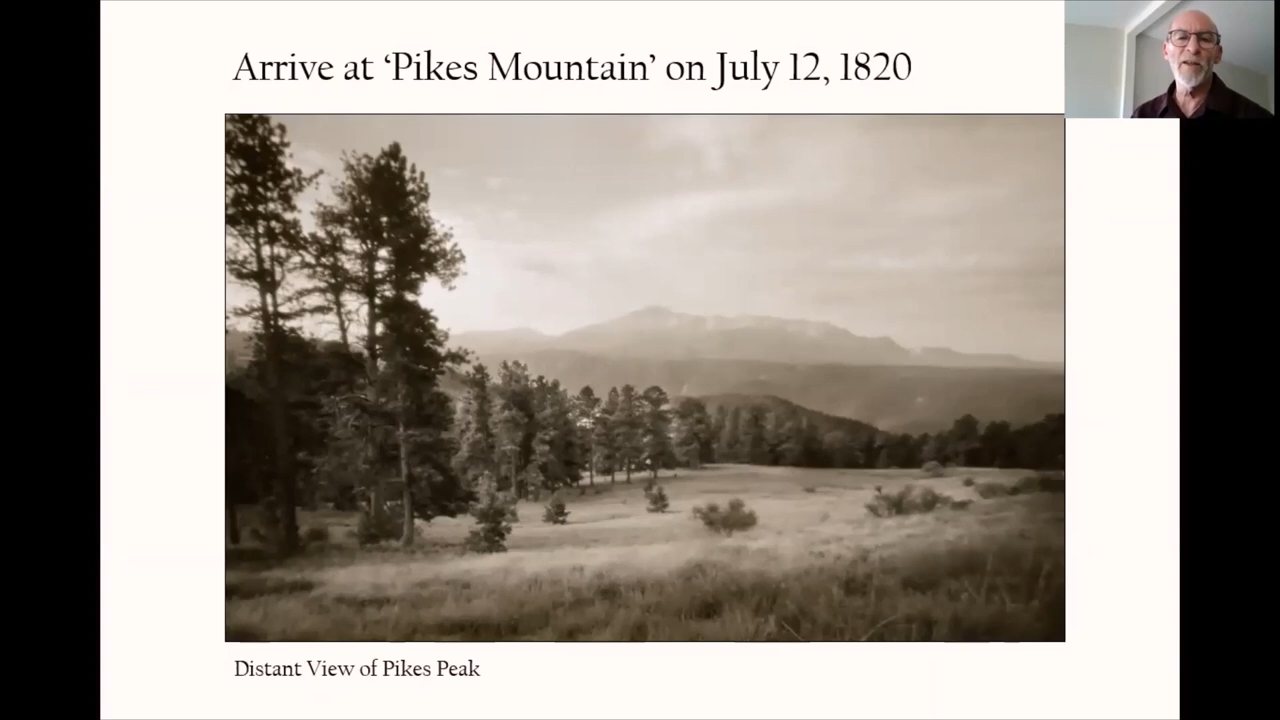 Arrive at ‘Pikes Mountain’ on July 12, 1820
Distant View of Pikes Peak